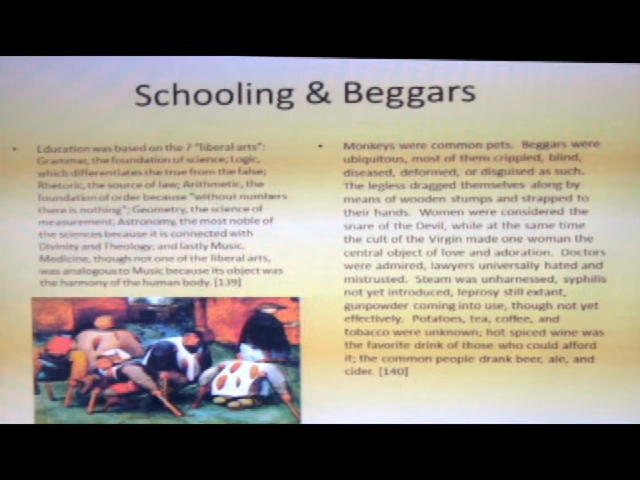 Schooling & Beggars
• Education was based on the 7 "liberal arts":
Grammar, the foundation of science; Logic,
which differentiates the true from the false;
Rhetoric, the source of law; Arithmetic, the
foundation of order because "without numbers
there is nothing"; Geometry, the science of
measurement; Astronomy, the most noble of
the sciences because it is connected with
Divinity and Theology; and lastly Music.
Medicine, though not one of the liberal arts,
was analogous to Music because its object was
the harmony of the human body. [139]
• Monkeys were common pets. Beggars were
ubiquitous, most of them crippled, blind,
diseased, deformed, or disguised as such.
The legless dragged themselves along by
means of wooden stumps and strapped to
their hands. Women were considered the
snare of the Devil, while at the same time
the cult of the Virgin made one woman the
central object of love and adoration. Doctors
were admired, lawyers universally hated and
mistrusted. Steam was unharnessed, syphilis
not yet introduced, leprosy still extant,
gunpowder coming into use, though not yet
effectively. Potatoes, tea, coffee, and
tobacco were unknown; hot spiced wine was
the favorite drink of those who could afford
it; the common people drank beer, ale, and
cider. [140]